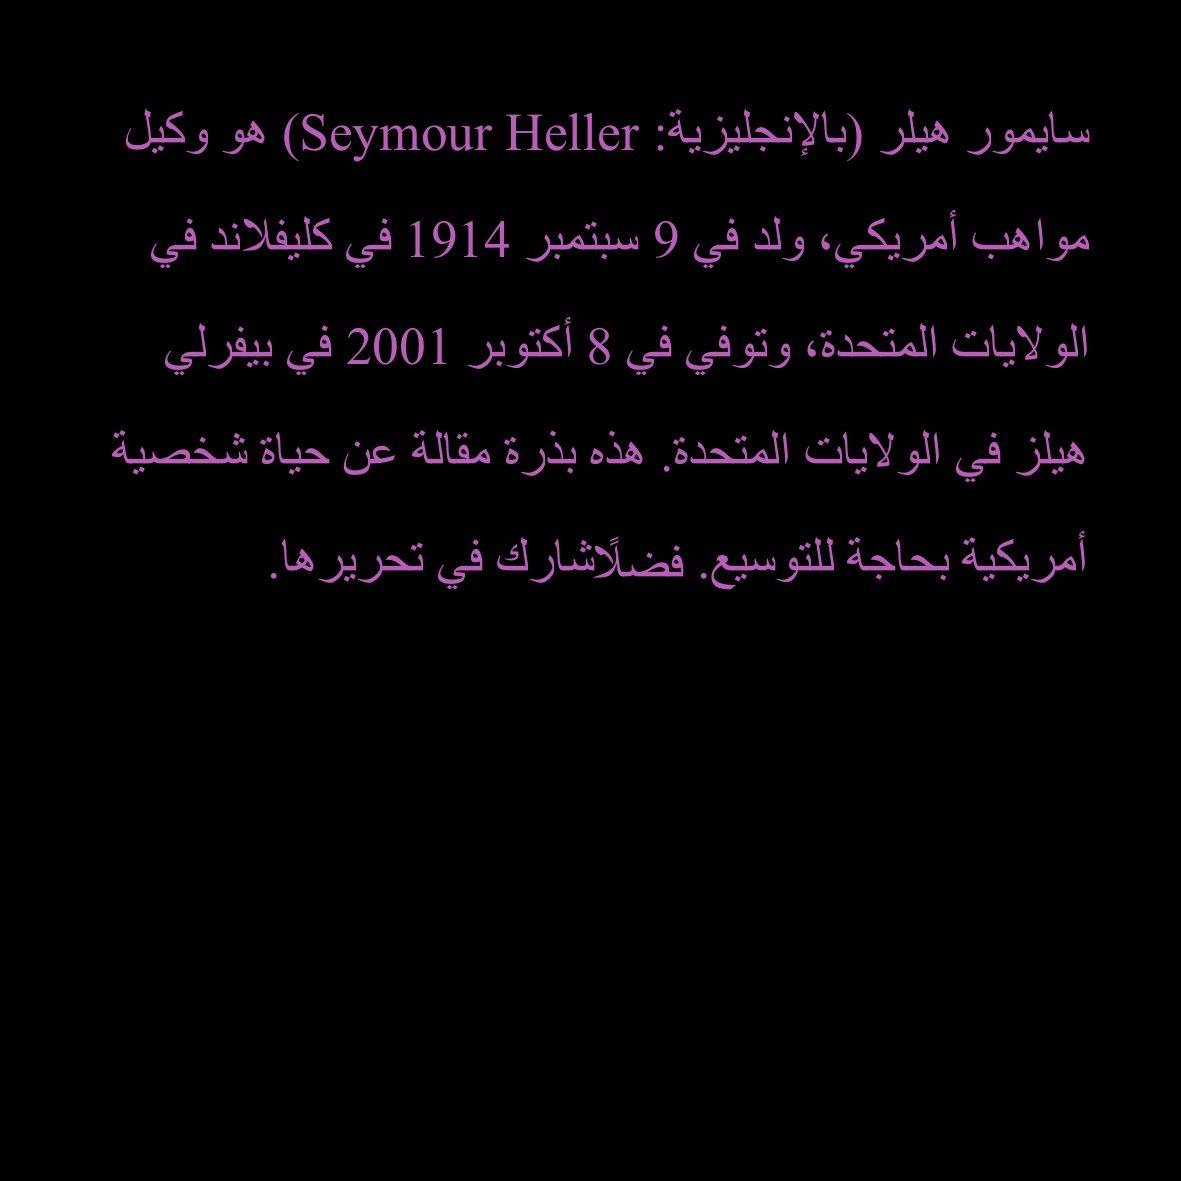 سايمور هيلر (بالإنجليزية: Seymour Heller) هو وكيل
مواهب أمريكي، ولد في 9 سبتمبر 1914 في كليفلاند في
الولايات المتحدة، وتوفي في 8 أكتوبر 2001 في بيفرلي
هيلز في الولايات المتحدة. هذه بذرة مقالة عن حياة شخصية
أمريكية بحاجة للتوسيع. فضلًاشارك في تحريرها.